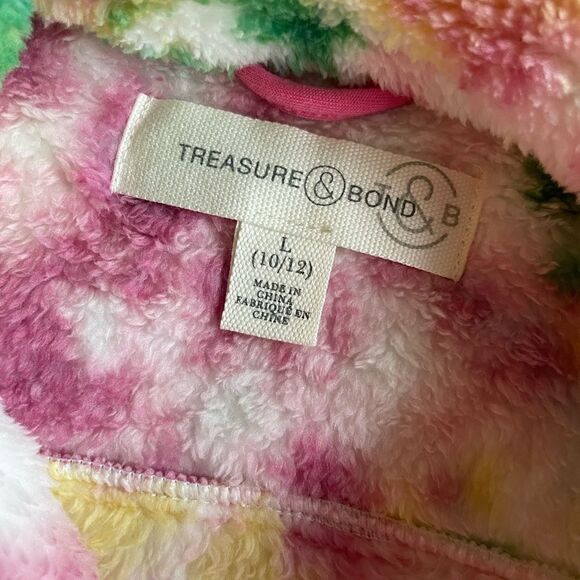 TREASURE & BOND
T & B
L
(10/12)
MADE IN
CHINA
FABRIQUÉ EN
CHINE